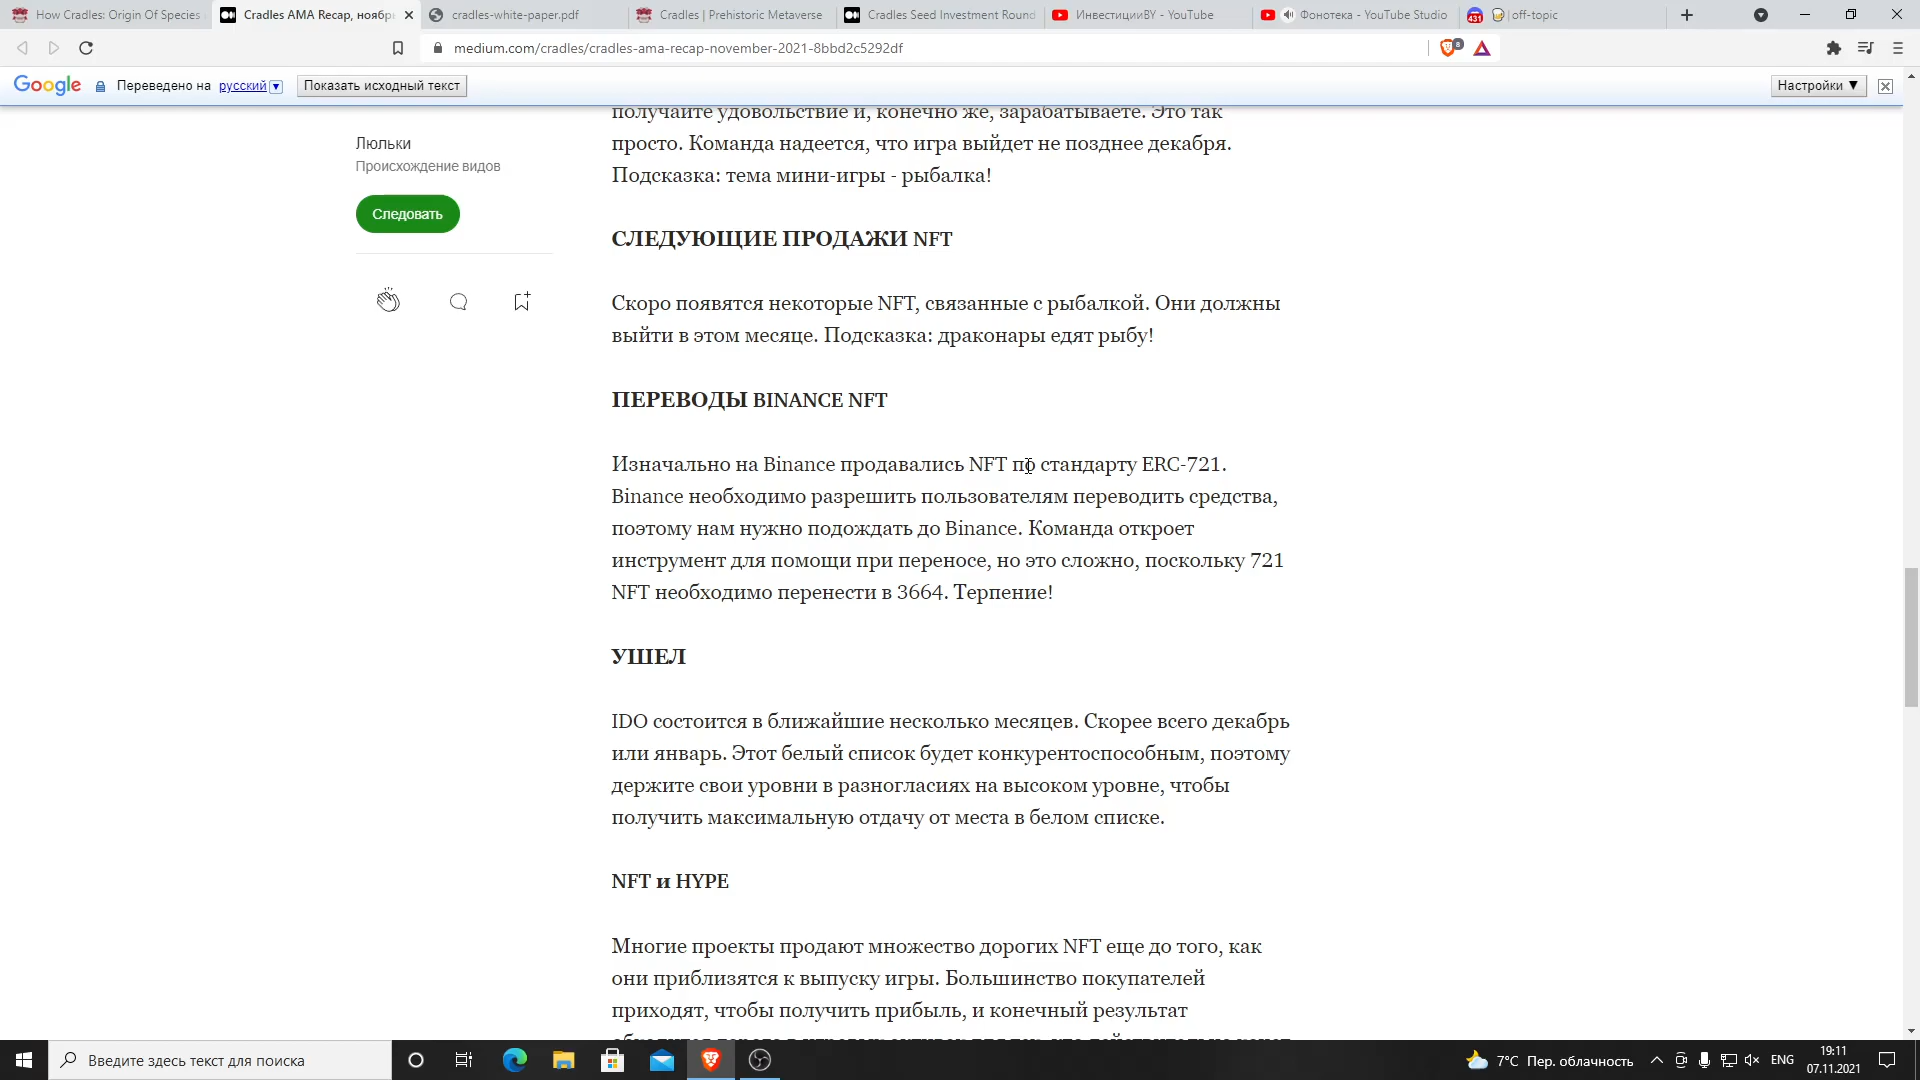 How Cradles: Origin Of Species
Cradles AMA Recap, ноябр
cradles-white-paper.pdf
Cradles | Prehistoric Metaverse
Cradles Seed Investment Round
ИнвестицииBY - YouTube
Фонотека - YouTube Studio
431
| off-topic
medium.com/cradles/cradles-ama-recap-november-2021-8bbd2c5292df
8
Google Переведено на русский Показать исходный текст Настройки ▼
получайте удовольствие и, конечно же, зарабатываете. Это так
просто. Команда надеется, что игра выйдет не позднее декабря.
Подсказка: тема мини-игры - рыбалка!
Люльки
Происхождение видов
Следовать
СЛЕДУЮЩИЕ ПРОДАЖИ NFT
Скоро появятся некоторые NFT, связанные с рыбалкой. Они должны
выйти в этом месяце. Подсказка: драконары едят рыбу!
ПЕРЕВОДЫ BINANCE NFT
Изначально на Binance продавались NFT по стандарту ERC-721.
Binance необходимо разрешить пользователям переводить средства,
поэтому нам нужно подождать до Binance. Команда откроет
инструмент для помощи при переносе, но это сложно, поскольку 721
NFT необходимо перенести в 3664. Терпение!
УШЕЛ
IDO состоится в ближайшие несколько месяцев. Скорее всего декабрь
или январь. Этот белый список будет конкурентоспособным, поэтому
держите свои уровни в разногласиях на высоком уровне, чтобы
получить максимальную отдачу от места в белом списке.
NFT и HYPE
Многие проекты продают множество дорогих NFT еще до того, как
они приблизятся к выпуску игры. Большинство покупателей
приходят, чтобы получить прибыль, и конечный результат
Введите здесь текст для поиска
7°C Пер. облачность
ENG
19:11
07.11.2021